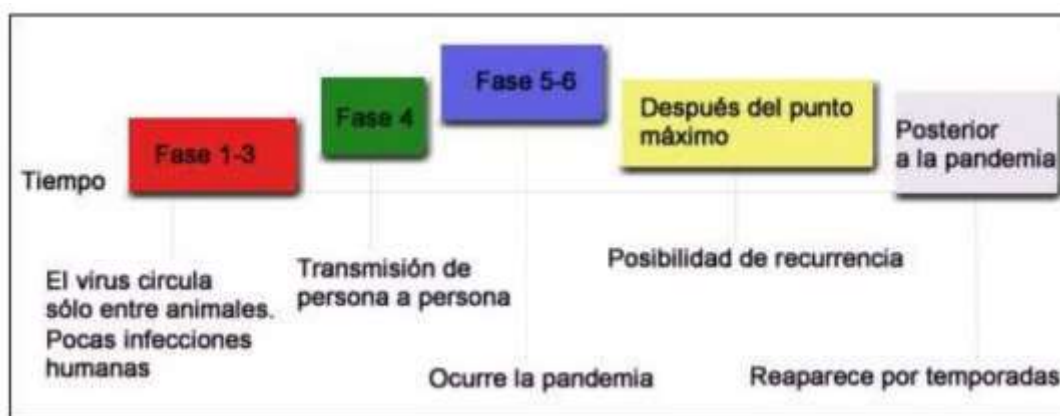 Fase 1-3
Fase 4
Fase 5-6
Después del punto
máximo
Posterior
a la pandemia
Tiempo
El virus circula
sólo entre animales.
Pocas infecciones
humanas
Transmisión de
persona a persona
Ocurre la pandemia
Posibilidad de recurrencia
Reaparece por temporadas